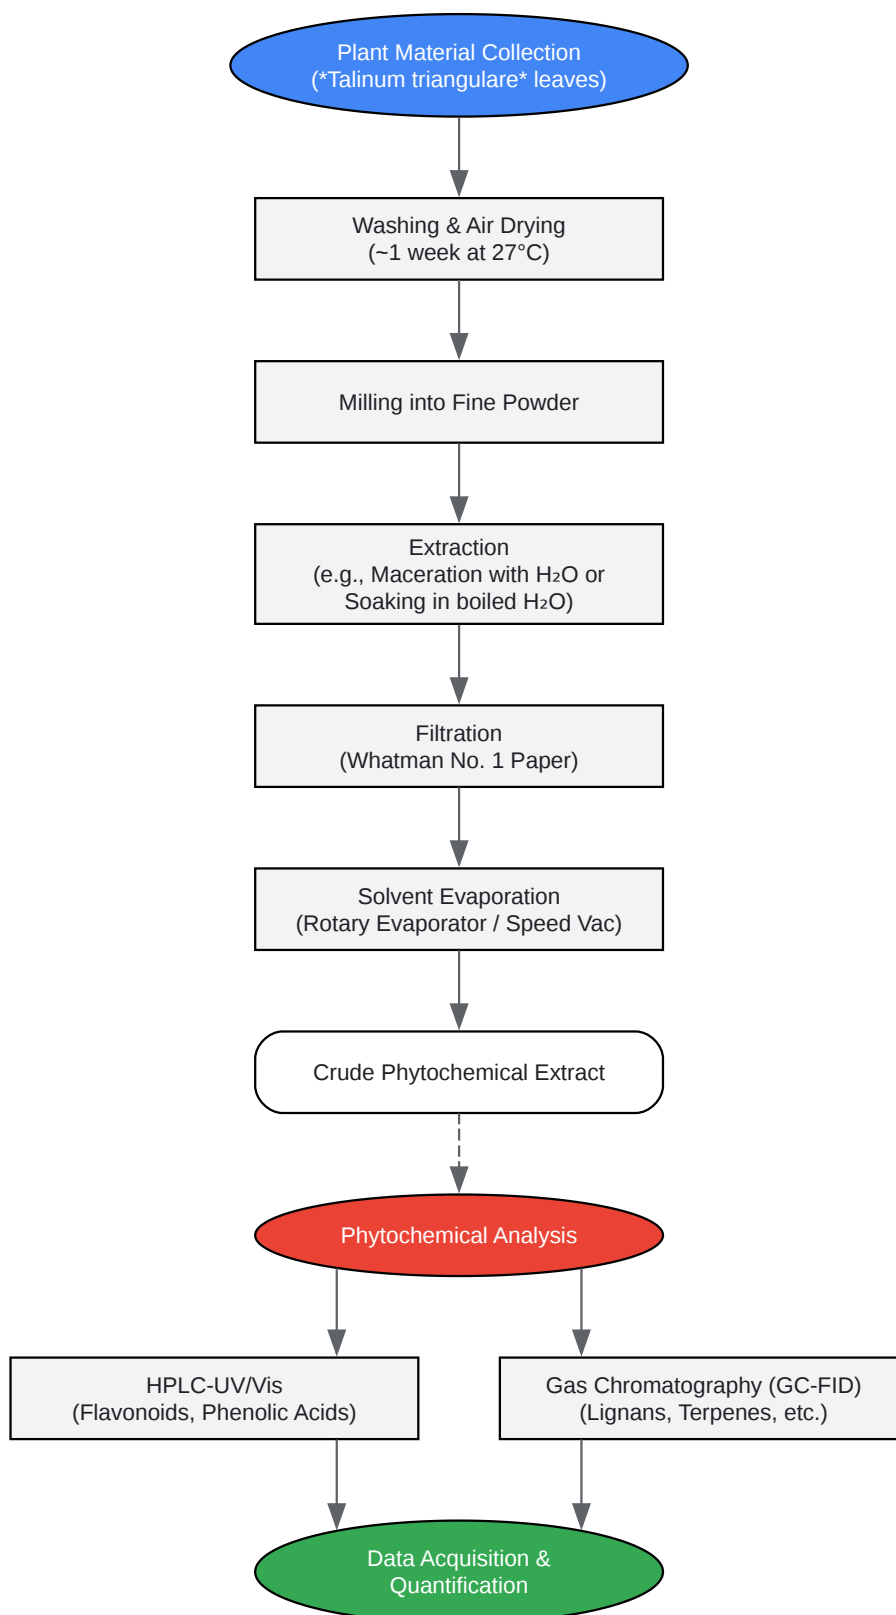 Plant Material Collection
(*Talinum triangulare* leaves)
Washing & Air Drying
(~1 week at 27°C)
Milling into Fine Powder
Extraction
(e.g., Maceration with H₂O or
Soaking in boiled H₂O)
Filtration
(Whatman No. 1 Paper)
Solvent Evaporation
(Rotary Evaporator / Speed Vac)
Crude Phytochemical Extract
Phytochemical Analysis
HPLC-UV/Vis
(Flavonoids, Phenolic Acids)
Gas Chromatography (GC-FID)
(Lignans, Terpenes, etc.)
Data Acquisition &
Quantification